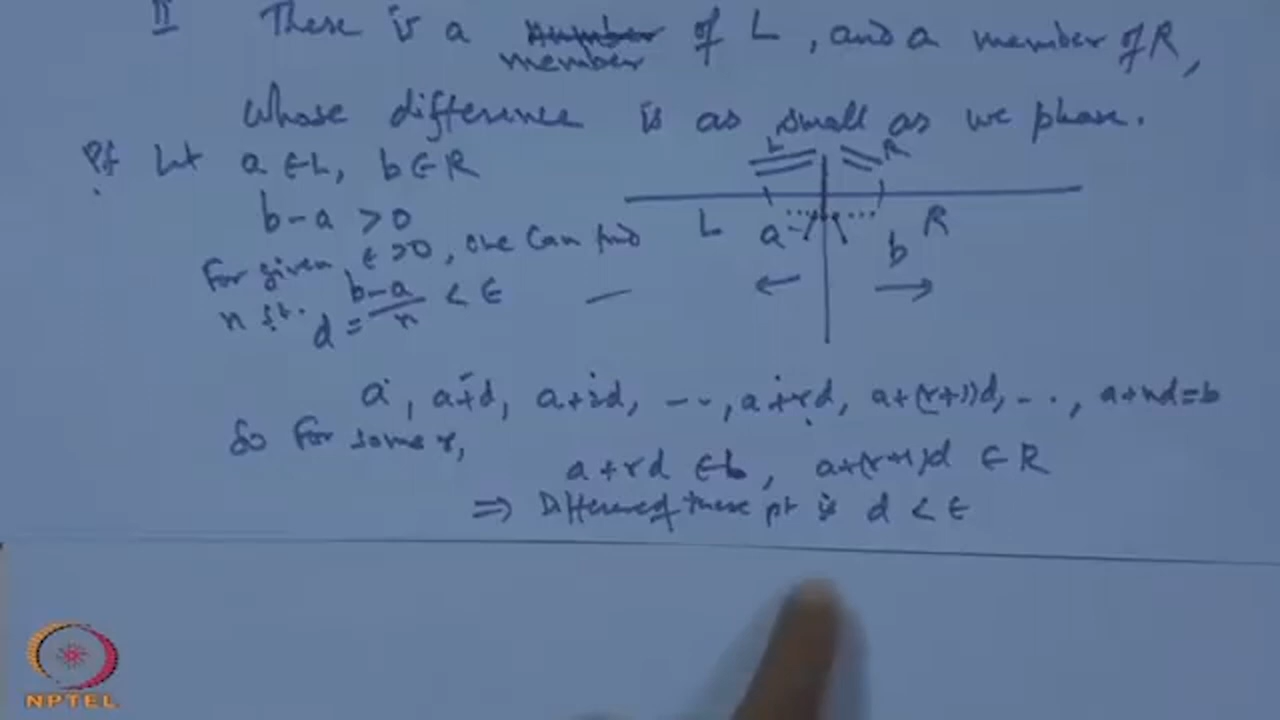 II There is a ~~number~~ of L, and a member of R,
member
whose difference is as small as we phase.
Pf Let a ∈ L, b ∈ R
b - a > 0
For given ε > 0, one can find
n st. d = b-a/n < ε
L R
L a b R
a, a+d, a+2d, --, a+rd, a+(r+1)d, - . ., a+nd=b
So for some r,
a+rd ∈ L, a+(r+1)d ∈ R
⇒ Difference of these pt is d < ε
NPTEL